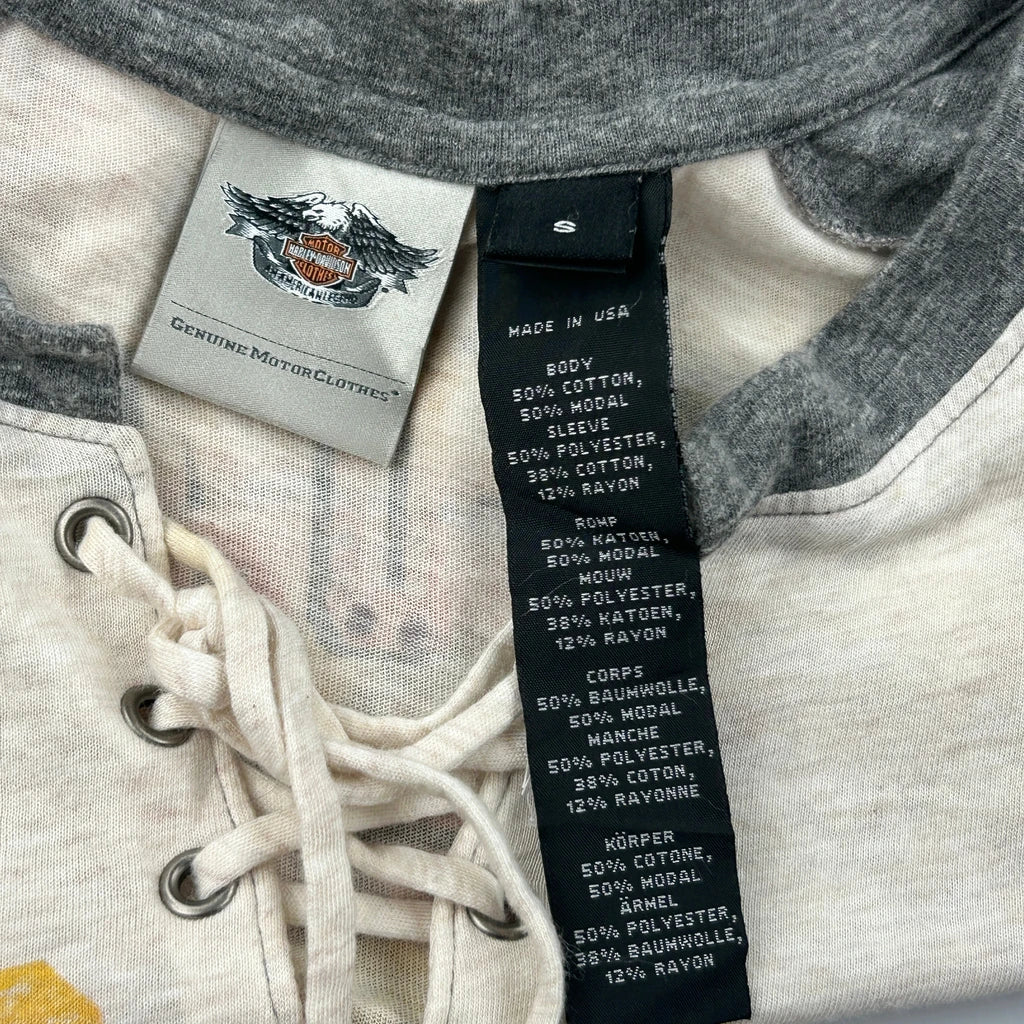 MOTOR
HARLEY-DAVIDSON
CLOTHES
AN AMERICAN LEGEND
GENUINE MOTORCLOTHES®
S
MADE IN USA
BODY
50% COTTON,
50% MODAL
SLEEVE
50% POLYESTER,
38% COTTON,
12% RAYON
ROMP
50% KATOEN,
50% MODAL
MOUW
50% POLYESTER,
38% KATOEN,
12% RAYON
CORPS
50% BAUMWOLLE,
50% MODAL
MANCHE
50% POLYESTER,
38% COTON,
12% RAYONNE
KÖRPER
50% COTONE,
50% MODAL
ÄRMEL
50% POLYESTER,
38% BAUMWOLLE,
12% RAYON